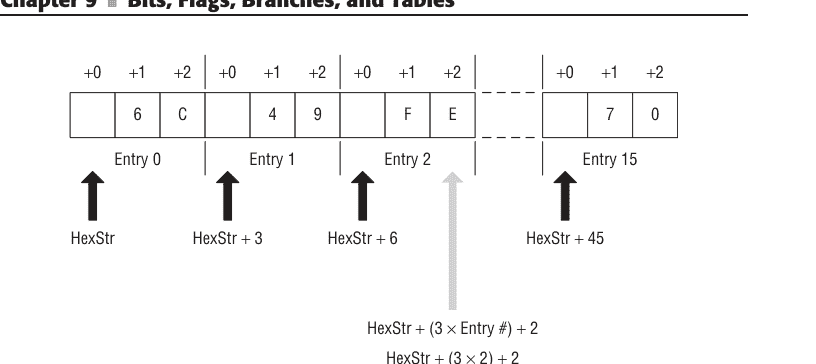 Chapter 9 ■ Bits, Flags, Branches, and Tables
+0 +1 +2 +0 +1 +2 +0 +1 +2 +0 +1 +2
6 C 4 9 F E 7 0
Entry 0 Entry 1 Entry 2 Entry 15
HexStr HexStr + 3 HexStr + 6 HexStr + 45
HexStr + (3 × Entry #) + 2
HexStr + (3 × 2) + 2